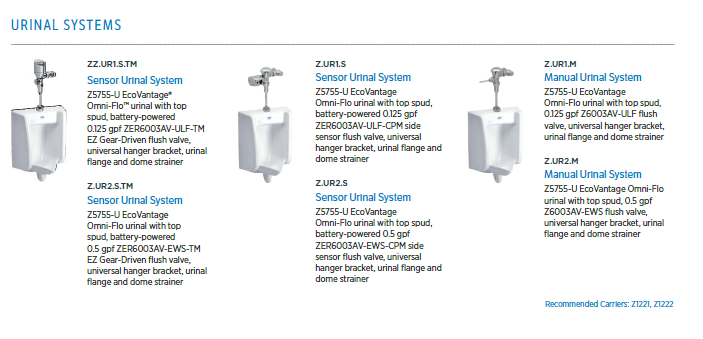 URINAL SYSTEMS
ZZ.UR1.S.TM
Sensor Urinal System
Z5755-U EcoVantage®
Omni-Flo™ urinal with top
spud, battery-powered
0.125 gpf ZER6003AV-ULF-TM
EZ Gear-Driven flush valve,
universal hanger bracket, urinal
flange and dome strainer
Z.UR2.S.TM
Sensor Urinal System
Z5755-U EcoVantage
Omni-Flo urinal with top
spud, battery-powered
0.5 gpf ZER6003AV-EWS-TM
EZ Gear-Driven flush valve,
universal hanger bracket, urinal
flange and dome strainer
Z.UR1.S
Sensor Urinal System
Z5755-U EcoVantage
Omni-Flo urinal with top spud,
battery-powered 0.125 gpf
ZER6003AV-ULF-CPM side
sensor flush valve, universal
hanger bracket, urinal flange and
dome strainer
Z.UR2.S
Sensor Urinal System
Z5755-U EcoVantage
Omni-Flo urinal with top spud,
battery-powered 0.5 gpf
ZER6003AV-EWS-CPM side
sensor flush valve, universal
hanger bracket, urinal flange and
dome strainer
Z.UR1.M
Manual Urinal System
Z5755-U EcoVantage
Omni-Flo urinal with top spud,
0.125 gpf Z6003AV-ULF flush
valve, universal hanger bracket,
urinal flange and dome strainer
Z.UR2.M
Manual Urinal System
Z5755-U EcoVantage Omni-Flo
urinal with top spud, 0.5 gpf
Z6003AV-EWS flush valve,
universal hanger bracket, urinal
flange and dome strainer
Recommended Carriers: Z1221, Z1222